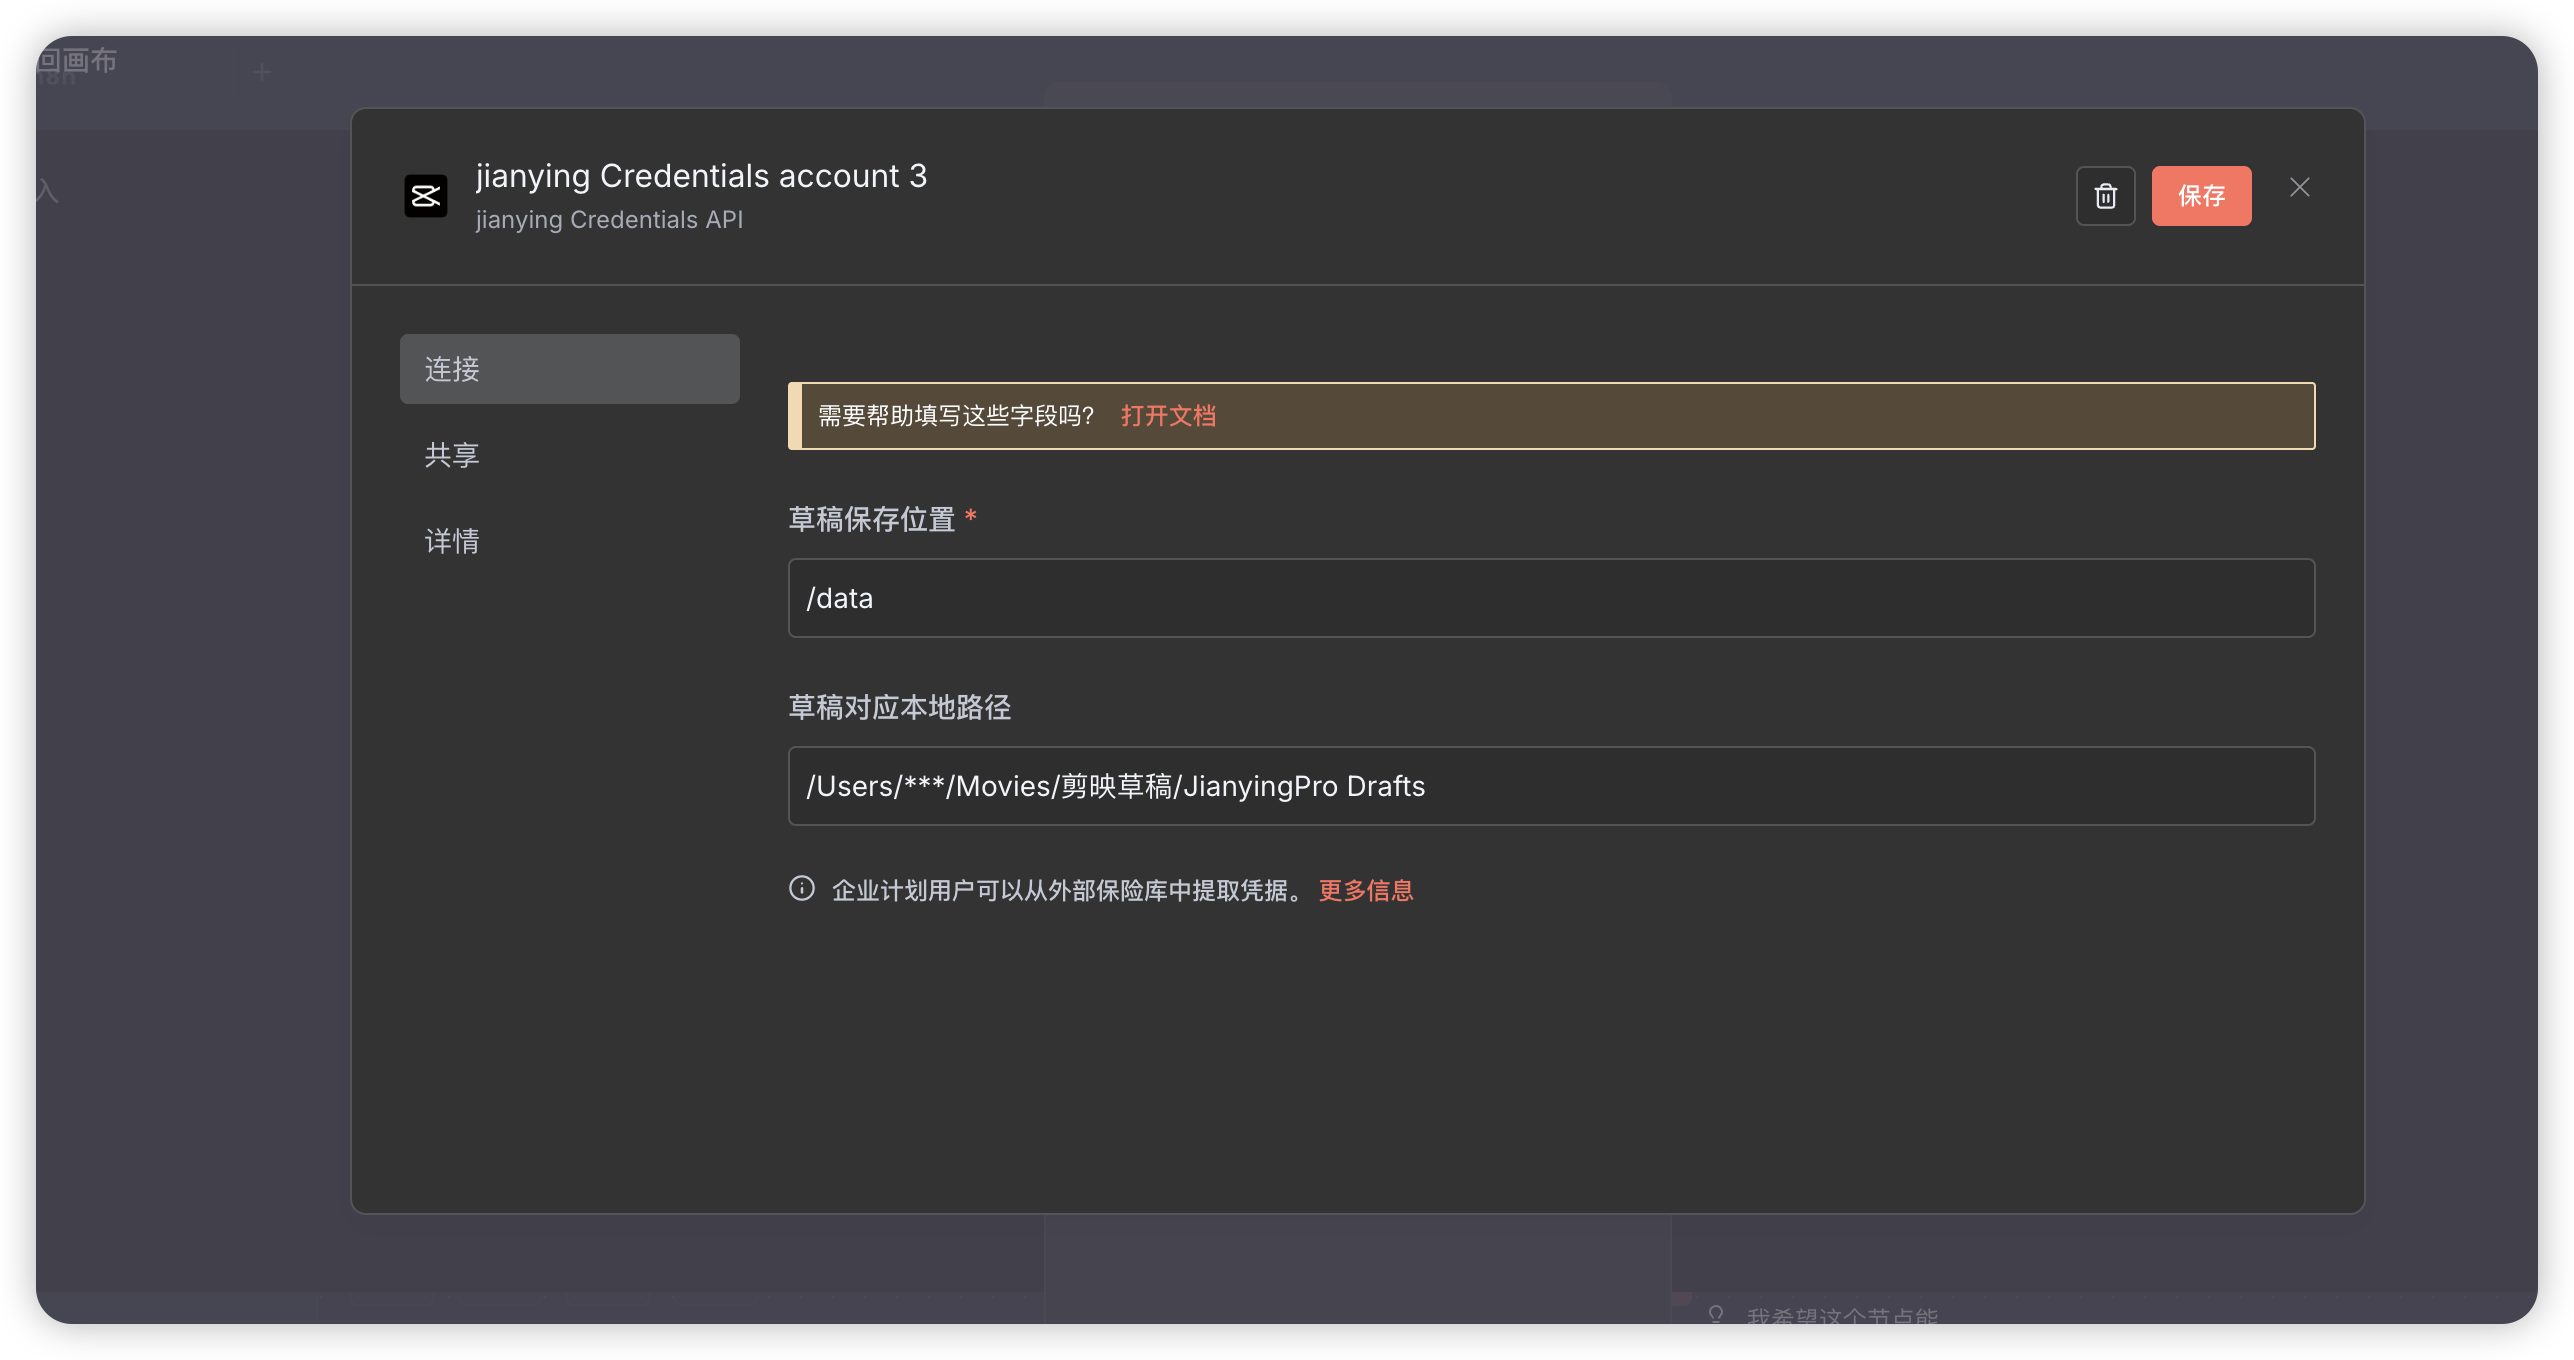 回画布
jianying Credentials account 3
jianying Credentials API
保存
入
连接
共享
详情
需要帮助填写这些字段吗? 打开文档
草稿保存位置 *
/data
草稿对应本地路径
/Users/***/Movies/剪映草稿/JianyingPro Drafts
企业计划用户可以从外部保险库中提取凭据。 更多信息
我希望这个节点能